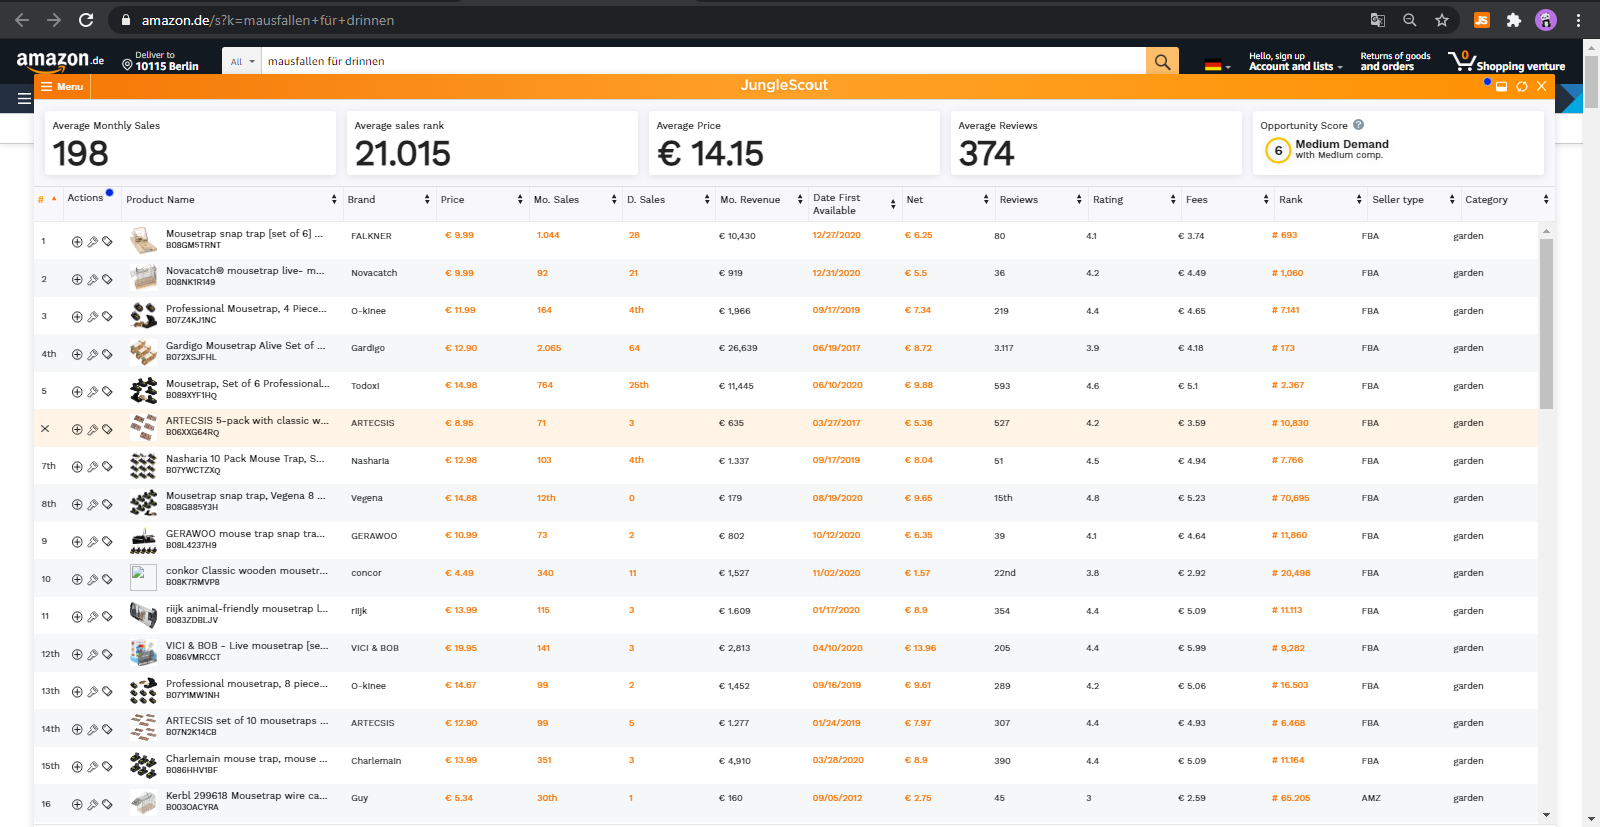 amazon.de/s?k=mausfallen+für+drinnen
JS
amazon.de
Deliver to
10115 Berlin
All
mausfallen für drinnen
Hello, sign up
Account and lists
Returns of goods
and orders
0
Shopping venture
Menu
JungleScout
Average Monthly Sales
198
Average sales rank
21.015
Average Price
€ 14.15
Average Reviews
374
Opportunity Score ?
6
Medium Demand
with Medium comp.
# Actions Product Name Brand Price Mo. Sales D. Sales Mo. Revenue Date First Available Net Reviews Rating Fees Rank Seller type Category
1 Mousetrap snap trap [set of 6] ... FALKNER € 9.99 1.044 28 € 10,430 12/27/2020 € 6.25 80 4.1 € 3.74 # 693 FBA garden
B08GM5TRNT
2 Novacatch® mousetrap live- m... Novacatch € 9.99 92 21 € 919 12/31/2020 € 5.5 36 4.2 € 4.49 # 1,060 FBA garden
B08NK1R149
3 Professional Mousetrap, 4 Piece... O-kinee € 11.99 164 4th € 1,966 09/17/2019 € 7.34 219 4.4 € 4.65 # 7.141 FBA garden
B07Z4KJ1NC
4th Gardigo Mousetrap Alive Set of ... Gardigo € 12.90 2.065 64 € 26,639 06/19/2017 € 8.72 3.117 3.9 € 4.18 # 173 FBA garden
B072XSJFHL
5 Mousetrap, Set of 6 Professional... Todoxi € 14.98 764 25th € 11,445 06/10/2020 € 9.88 593 4.6 € 5.1 # 2.367 FBA garden
B089XYF1HQ
ARTECSIS 5-pack with classic w... ARTECSIS € 8.95 71 3 € 635 03/27/2017 € 5.36 527 4.2 € 3.59 # 10,830 FBA garden
B06XXG64RQ
7th Nasharia 10 Pack Mouse Trap, S... Nasharia € 12.98 103 4th € 1.337 09/17/2019 € 8.04 51 4.5 € 4.94 # 7.766 FBA garden
B07YWCTZXQ
8th Mousetrap snap trap, Vegena 8 ... Vegena € 14.88 12th 0 € 179 08/19/2020 € 9.65 15th 4.8 € 5.23 # 70,695 FBA garden
B08G885Y3H
9 GERAWOO mouse trap snap tra... GERAWOO € 10.99 73 2 € 802 10/12/2020 € 6.35 39 4.1 € 4.64 # 11,860 FBA garden
B08L4237H9
10 conkor Classic wooden mousetr... concor € 4.49 340 11 € 1,527 11/02/2020 € 1.57 22nd 3.8 € 2.92 # 20,498 FBA garden
B08K7RMVP8
11 riijk animal-friendly mousetrap l... riijk € 13.99 115 3 € 1.609 01/17/2020 € 8.9 354 4.4 € 5.09 # 11.113 FBA garden
B083ZDBLJV
12th VICI & BOB - Live mousetrap [se... VICI & BOB € 19.95 141 3 € 2,813 04/10/2020 € 13.96 205 4.4 € 5.99 # 9,282 FBA garden
B086VMRCCT
13th Professional mousetrap, 8 piece... O-kinee € 14.67 99 2 € 1,452 09/16/2019 € 9.61 289 4.2 € 5.06 # 16.503 FBA garden
B07Y1MW1NH
14th ARTECSIS set of 10 mousetraps ... ARTECSIS € 12.90 99 5 € 1.277 01/24/2019 € 7.97 307 4.4 € 4.93 # 6.468 FBA garden
B07N2K14CB
15th Charlemain mouse trap, mouse ... Charlemain € 13.99 351 3 € 4,910 03/28/2020 € 8.9 390 4.4 € 5.09 # 11.164 FBA garden
B086HHV1BF
16 Kerbl 299618 Mousetrap wire ca... Guy € 5.34 30th 1 € 160 09/05/2012 € 2.75 45 3 € 2.59 # 65.205 AMZ garden
B003OACYRA